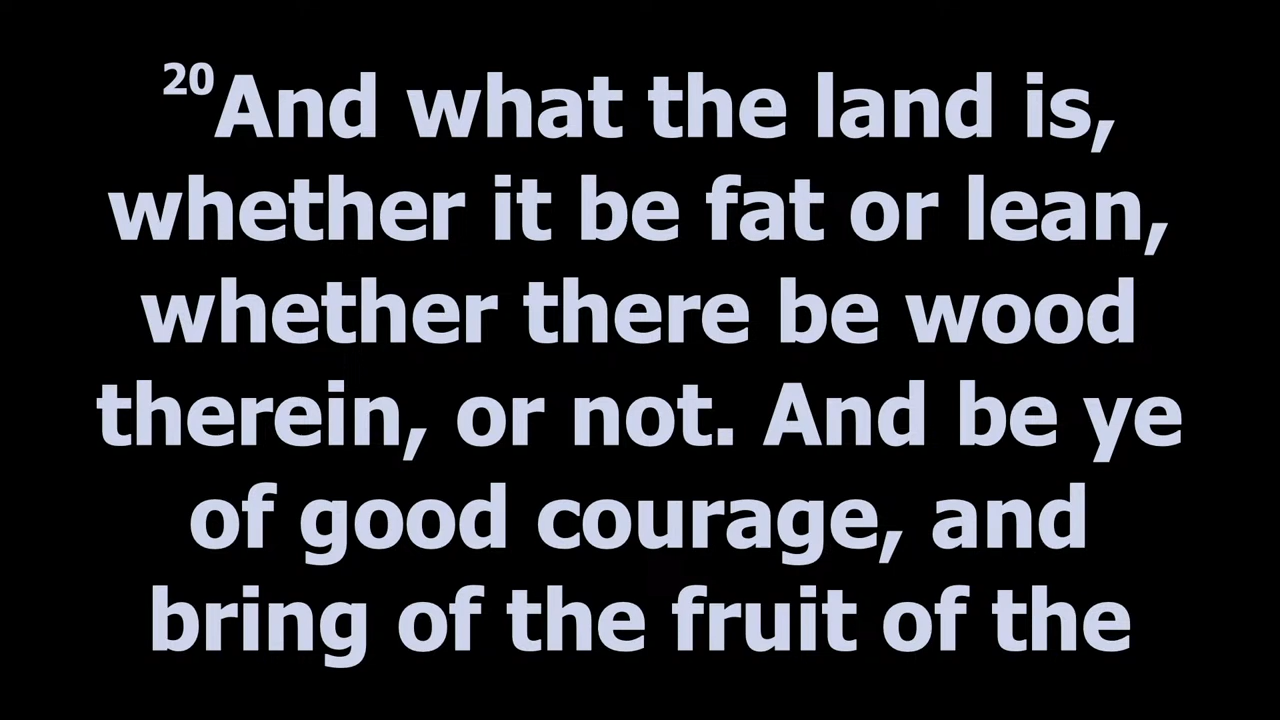 20And what the land is,
whether it be fat or lean,
whether there be wood
therein, or not. And be ye
of good courage, and
bring of the fruit of the